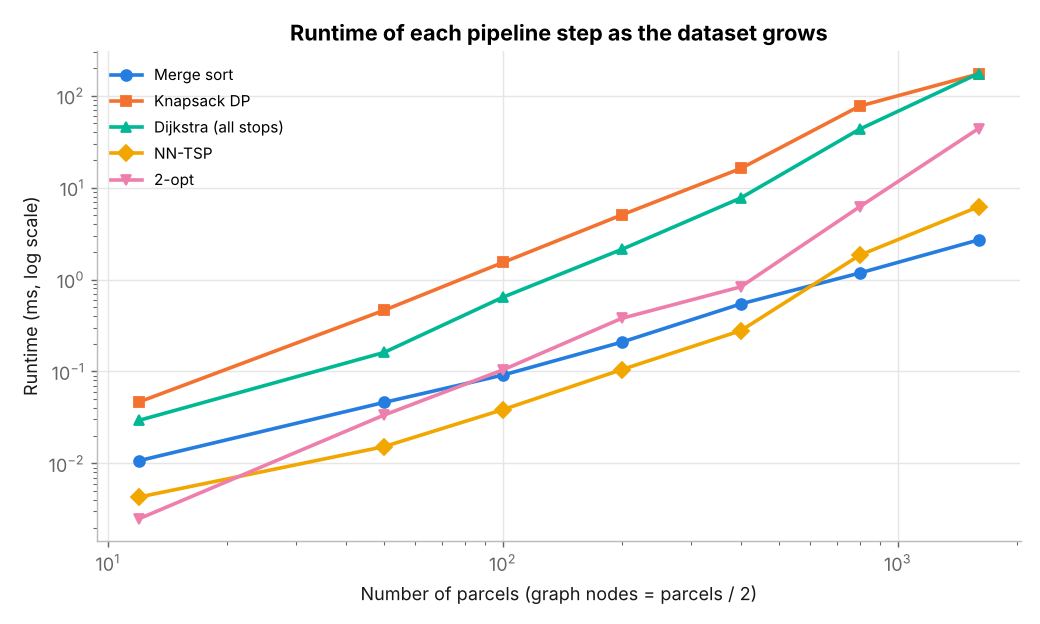 Runtime of each pipeline step as the dataset grows
Merge sort
Knapsack DP
Dijkstra (all stops)
NN-TSP
2-opt
Runtime (ms, log scale)
10²
10¹
10⁰
10⁻¹
10⁻²
10¹ 10² 10³
Number of parcels (graph nodes = parcels / 2)